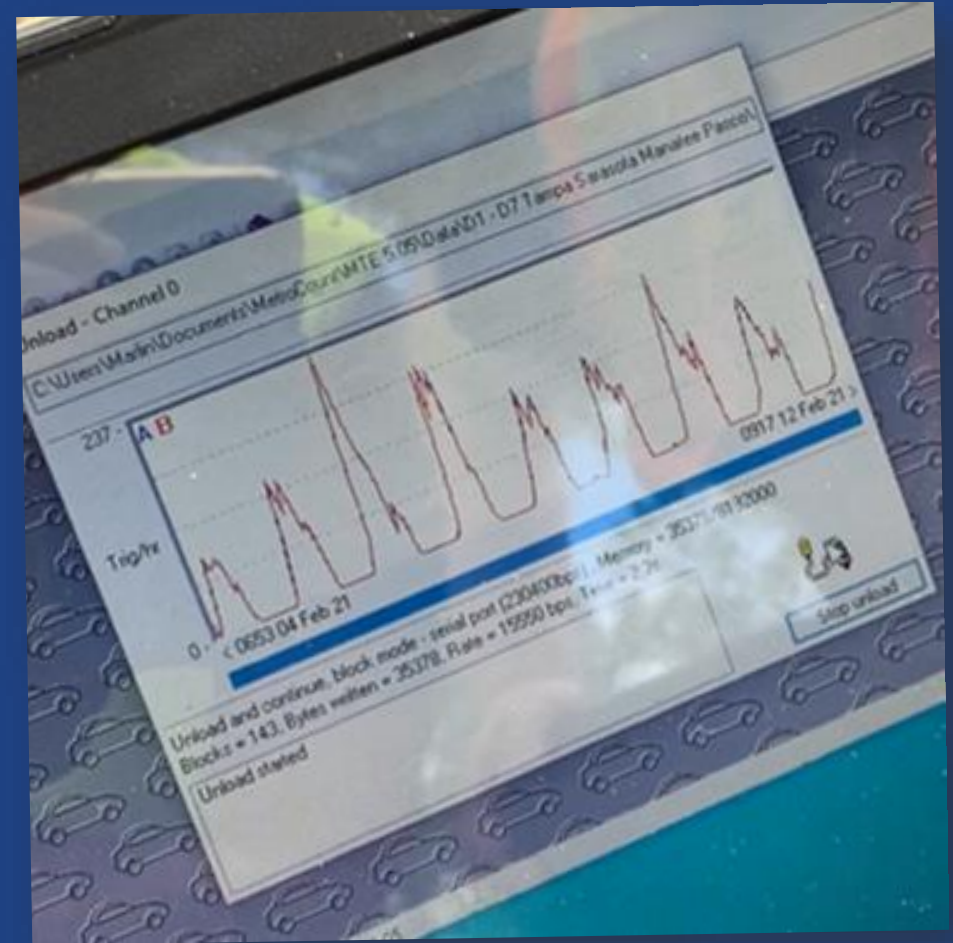 Unload - Channel 0
C:\Users\Marlin\Documents\MetroCount\MTE 5.05\Data\D1 - D7 Tampa Sarasota Manatee Pasco\
237 -
A B
Trig/hr
0 -
< 0653 04 Feb 21
0917 12 Feb 21 >
Unload and continue, block mode - serial port (230400bps), Memory =
Blocks = 143, Bytes written = 35378, Rate = 15550 bps,
Stop unload
Unload started